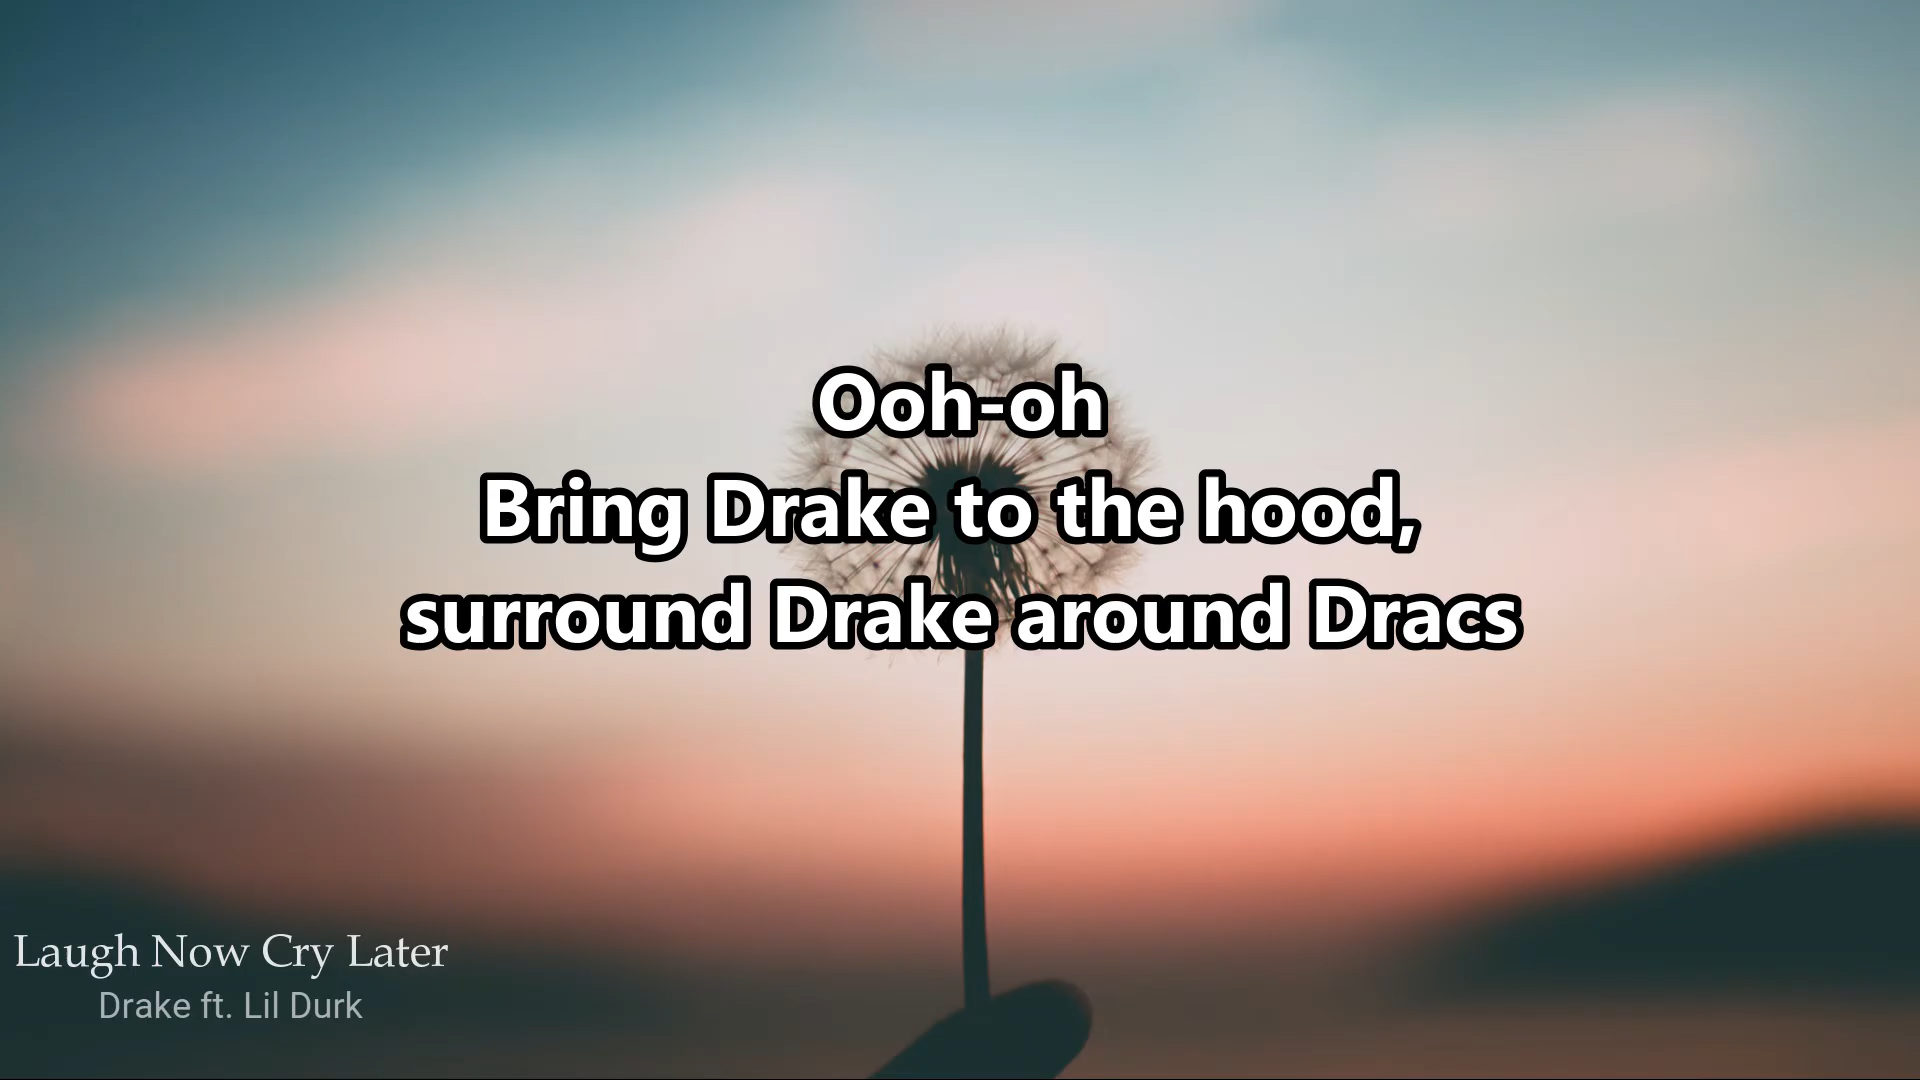 Ooh-oh
Bring Drake to the hood,
surround Drake around Dracs
Laugh Now Cry Later
Drake ft. Lil Durk